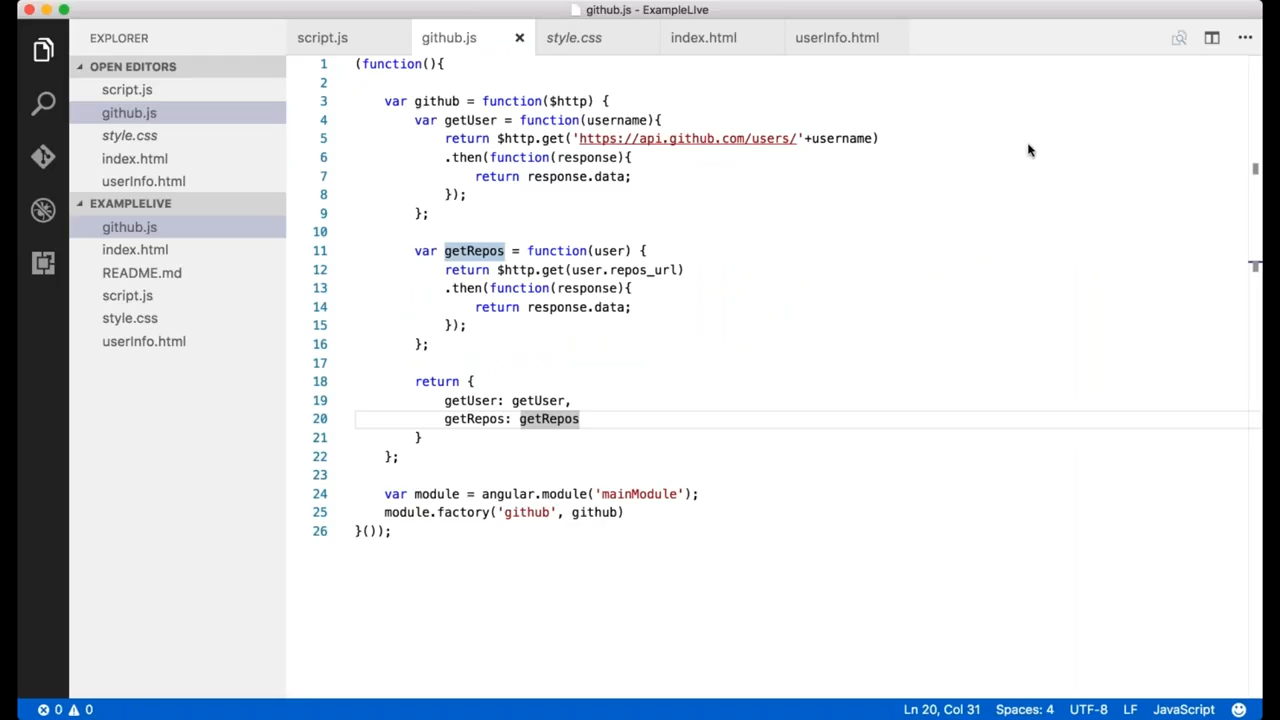 github.js - ExampleLIve
EXPLORER
OPEN EDITORS
script.js
github.js
style.css
index.html
userInfo.html
EXAMPLELIVE
github.js
index.html
README.md
script.js
style.css
userInfo.html
script.js github.js style.css index.html userInfo.html
1 (function(){
2
3 var github = function($http) {
4 var getUser = function(username){
5 return $http.get('https://api.github.com/users/'+username)
6 .then(function(response){
7 return response.data;
8 });
9 };
10
11 var getRepos = function(user) {
12 return $http.get(user.repos_url)
13 .then(function(response){
14 return response.data;
15 });
16 };
17
18 return {
19 getUser: getUser,
20 getRepos: getRepos
21 }
22 };
23
24 var module = angular.module('mainModule');
25 module.factory('github', github)
26 }());
0 0 Ln 20, Col 31 Spaces: 4 UTF-8 LF JavaScript